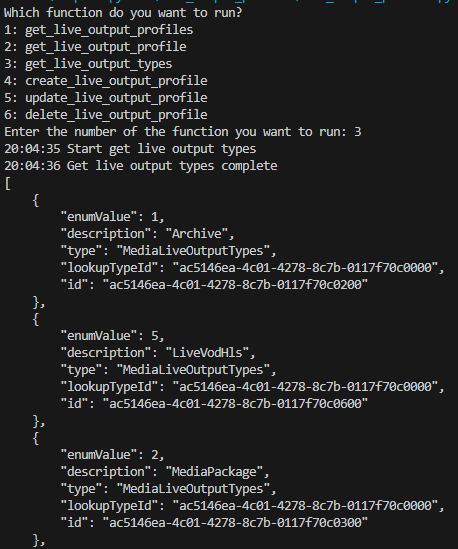 Which function do you want to run?
1: get_live_output_profiles
2: get_live_output_profile
3: get_live_output_types
4: create_live_output_profile
5: update_live_output_profile
6: delete_live_output_profile
Enter the number of the function you want to run: 3
20:04:35 Start get live output types
20:04:36 Get live output types complete
[
    {
        "enumValue": 1,
        "description": "Archive",
        "type": "MediaLiveOutputTypes",
        "lookupTypeId": "ac5146ea-4c01-4278-8c7b-0117f70c0000",
        "id": "ac5146ea-4c01-4278-8c7b-0117f70c0200"
    },
    {
        "enumValue": 5,
        "description": "LiveVodHls",
        "type": "MediaLiveOutputTypes",
        "lookupTypeId": "ac5146ea-4c01-4278-8c7b-0117f70c0000",
        "id": "ac5146ea-4c01-4278-8c7b-0117f70c0600"
    },
    {
        "enumValue": 2,
        "description": "MediaPackage",
        "type": "MediaLiveOutputTypes",
        "lookupTypeId": "ac5146ea-4c01-4278-8c7b-0117f70c0000",
        "id": "ac5146ea-4c01-4278-8c7b-0117f70c0300"
    },